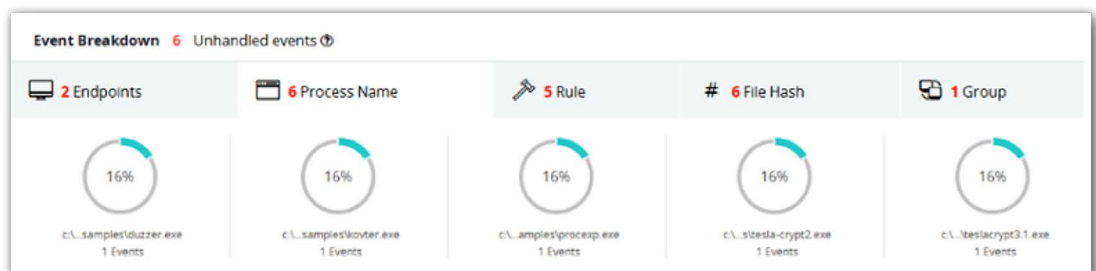 Event Breakdown 6 Unhandled events ?
2 Endpoints
6 Process Name
5 Rule
# 6 File Hash
1 Group
16%
16%
16%
16%
16%
c:\...samples\duzzer.exe
c:\...samples\kovter.exe
c:\...amples\procexp.exe
c:\...s\tesla-crypt2.exe
c:\...\teslacrypt3.1.exe
1 Events
1 Events
1 Events
1 Events
1 Events